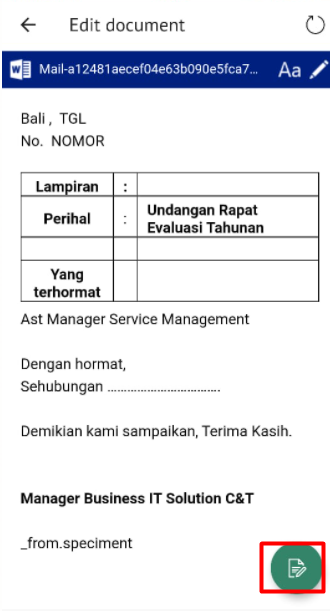 Edit document
Mail-a12481aecef04e63b090e5fca7...
Aa
Bali , TGL
No. NOMOR
Lampiran :
Perihal : Undangan Rapat
Evaluasi Tahunan
Yang
terhormat
Ast Manager Service Management
Dengan hormat,
Sehubungan ......................................
Demikian kami sampaikan, Terima Kasih.
Manager Business IT Solution C&T
_from.speciment